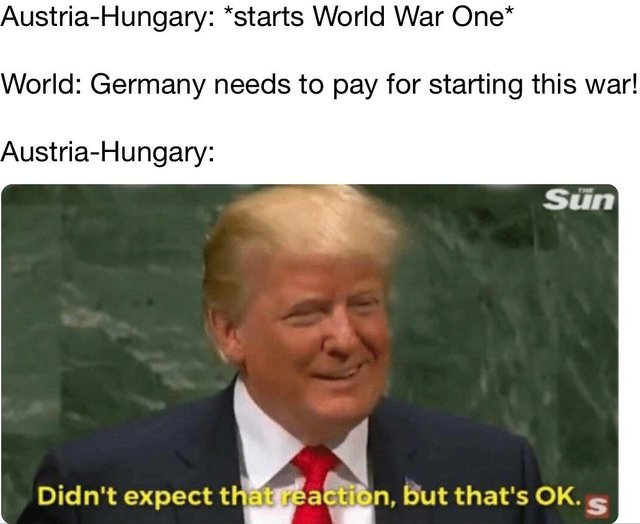 Austria-Hungary: *starts World War One*
World: Germany needs to pay for starting this war!
Austria-Hungary:
THE
Sun
Didn't expect that reaction, but that's OK.
S